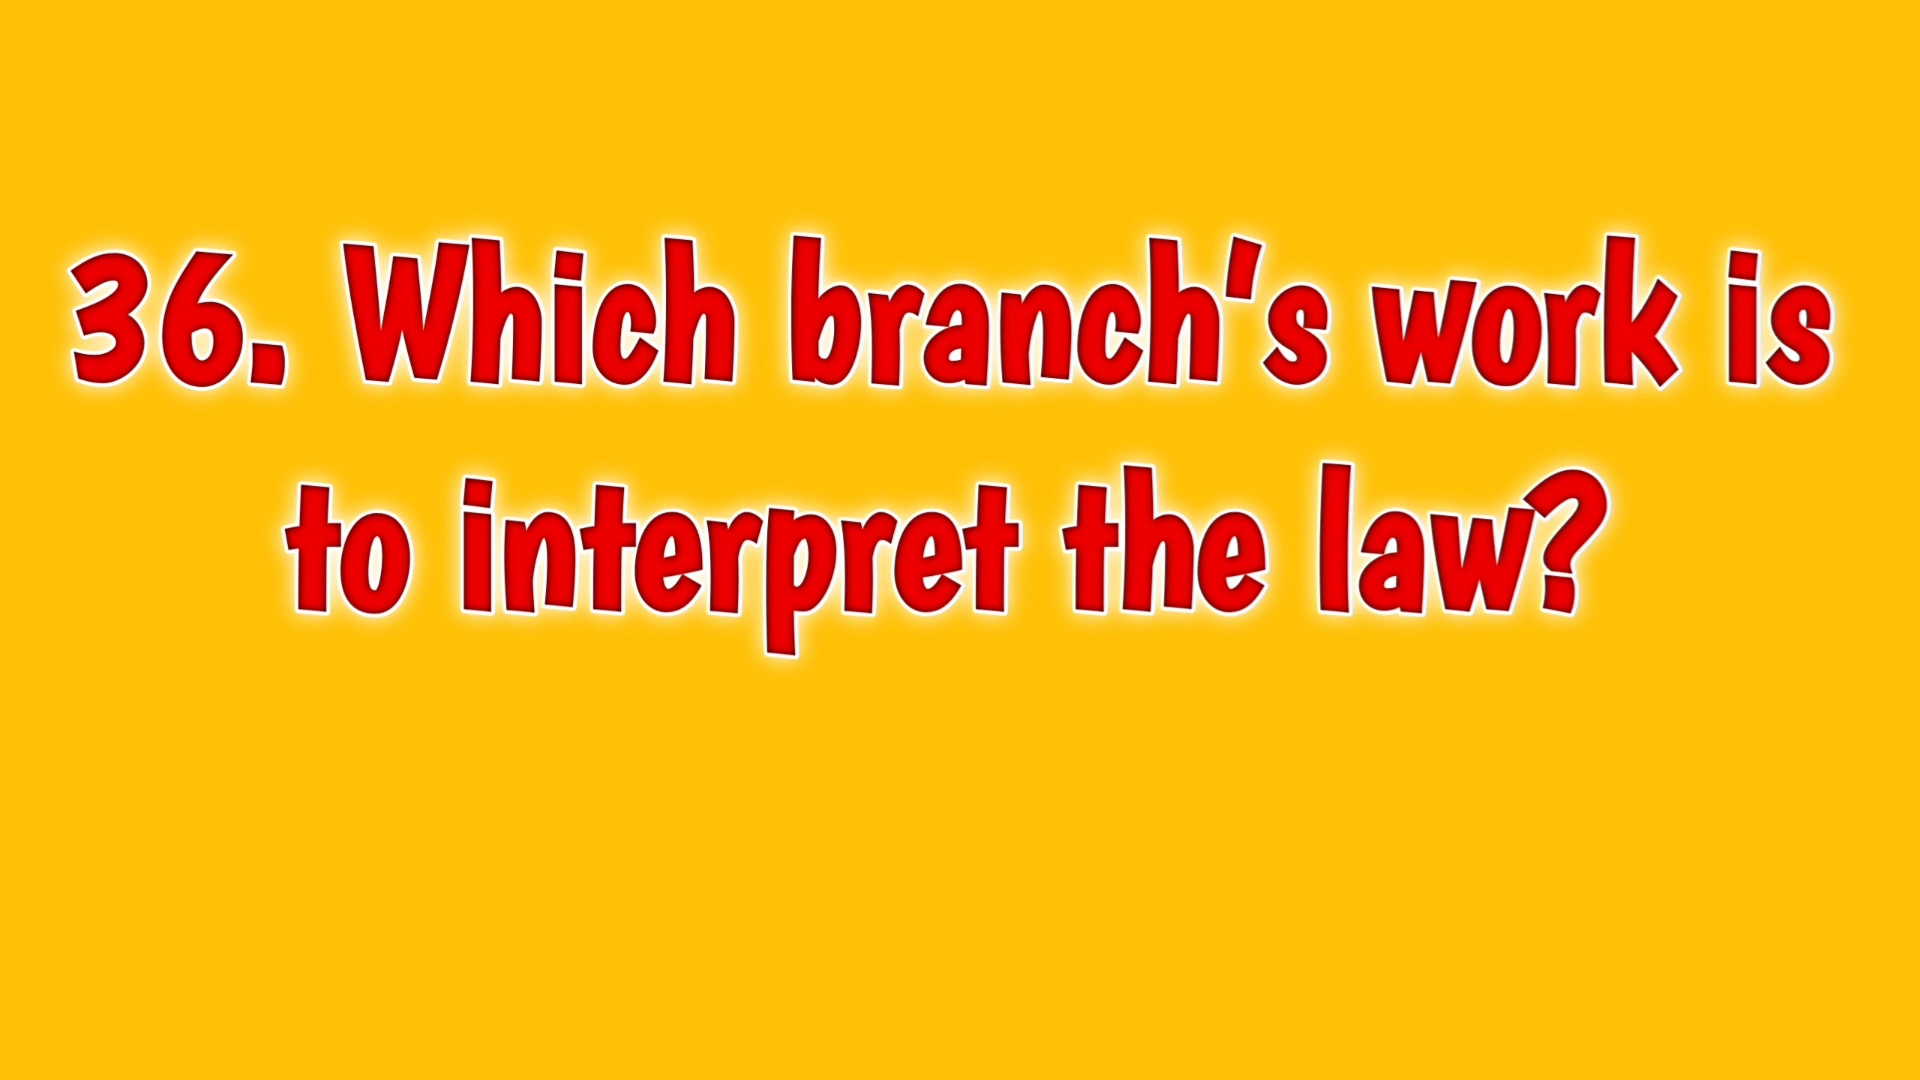 36. Which branch's work is
to interpret the law?